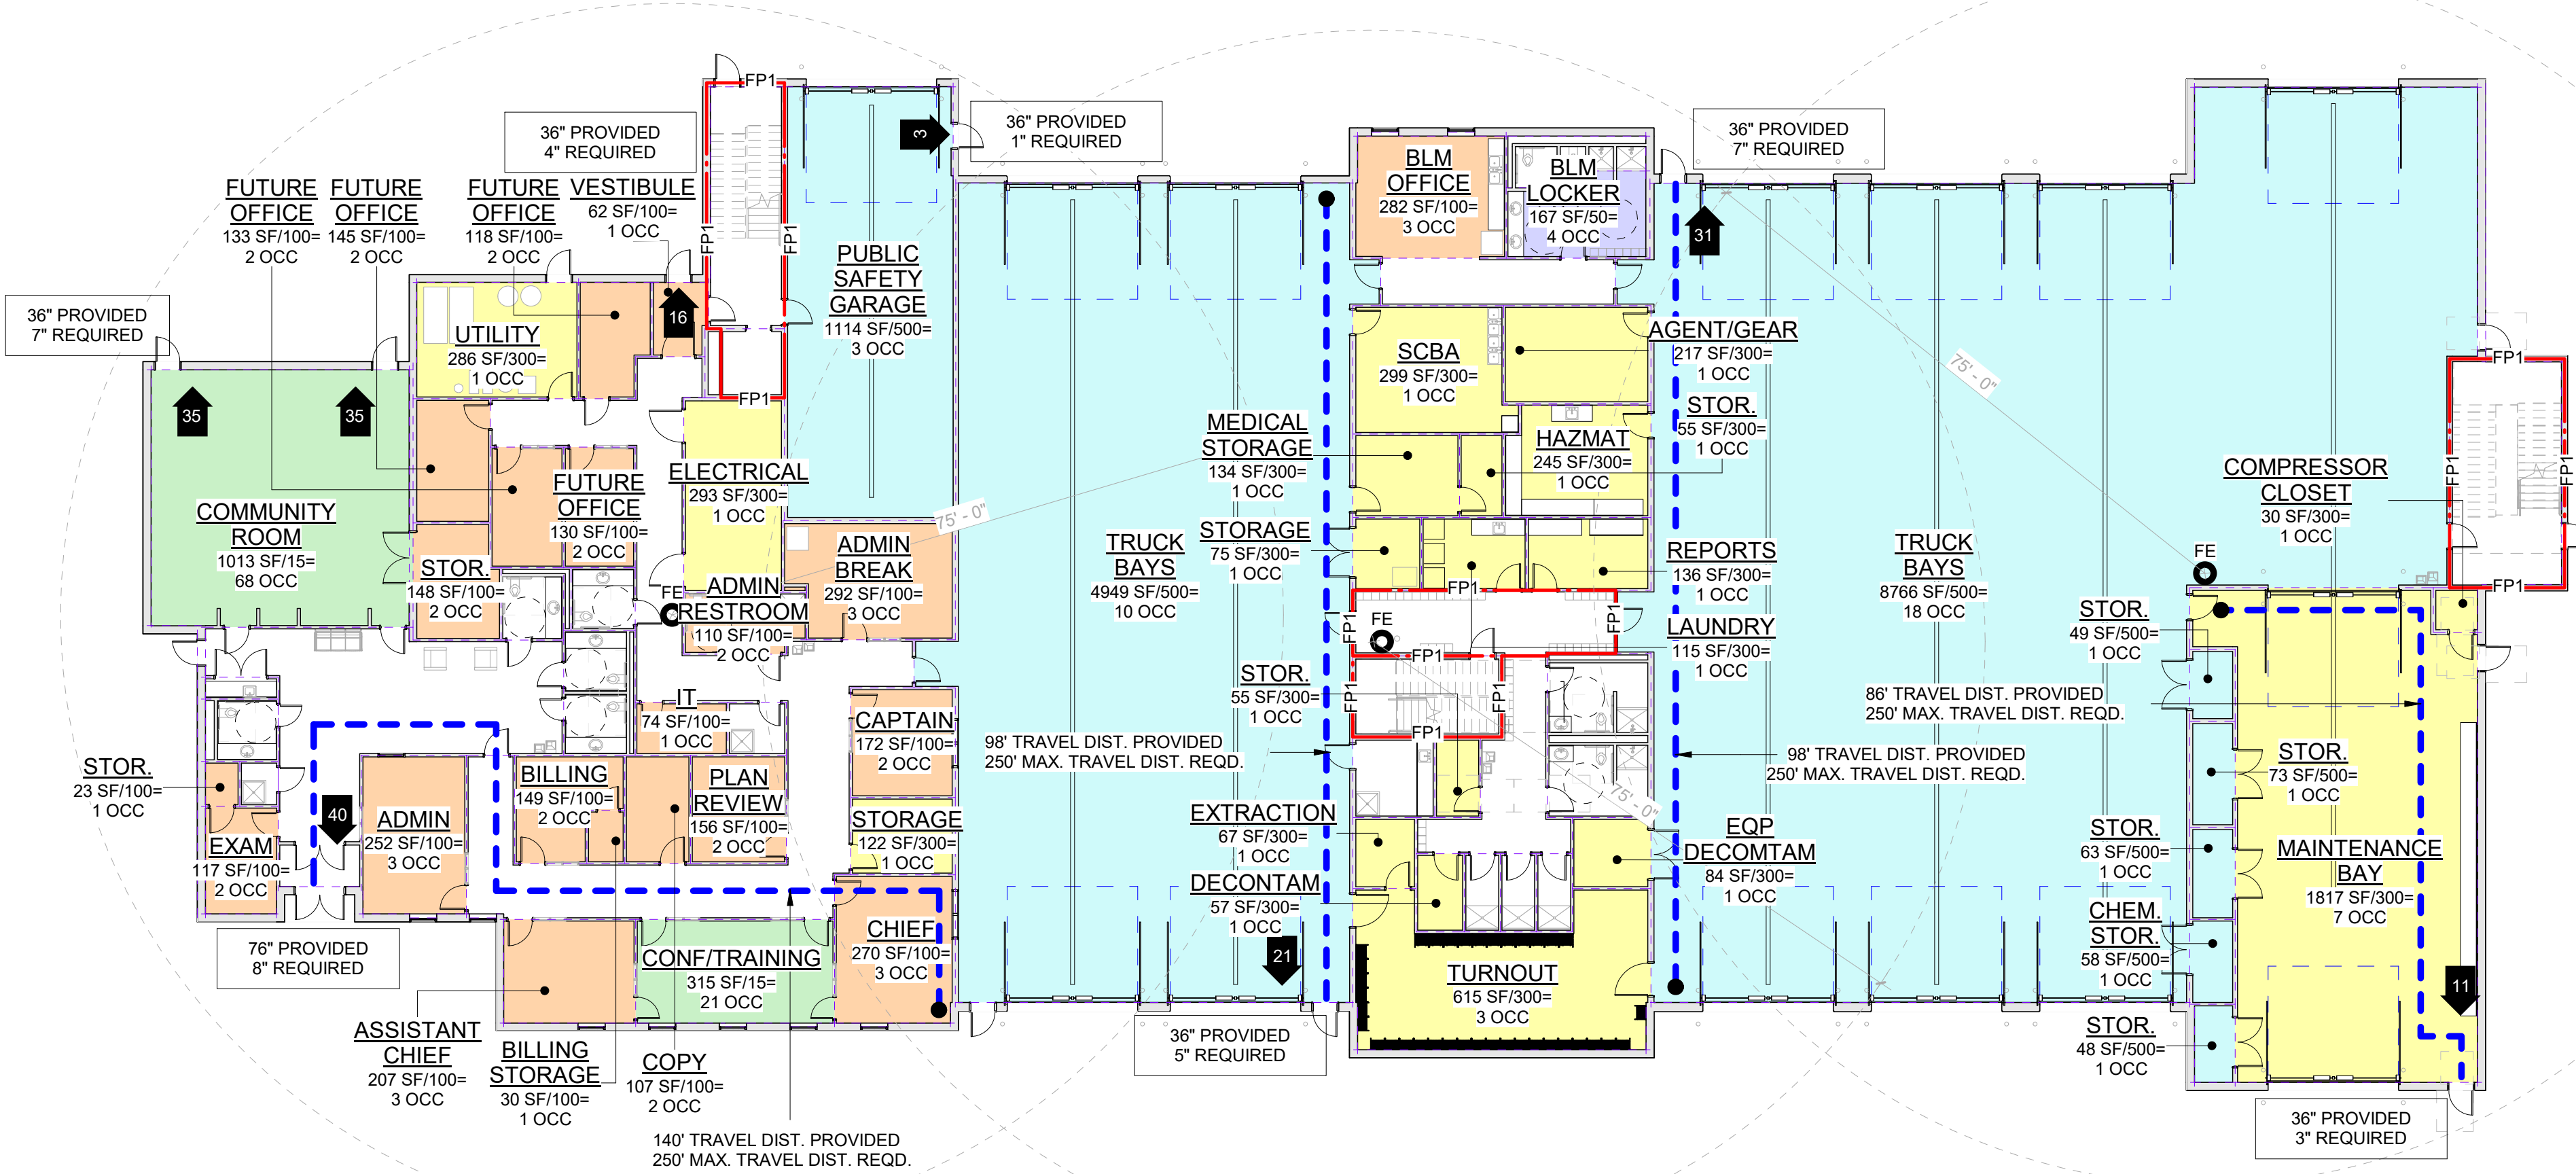 FP1
36" PROVIDED
4" REQUIRED
3
36" PROVIDED
1" REQUIRED
36" PROVIDED
7" REQUIRED
FUTURE
OFFICE
133 SF/100=
2 OCC
FUTURE
OFFICE
145 SF/100=
2 OCC
FUTURE
OFFICE
118 SF/100=
2 OCC
VESTIBULE
62 SF/100=
1 OCC
FP1
FP1
PUBLIC
SAFETY
GARAGE
1114 SF/500=
3 OCC
BLM
OFFICE
282 SF/100=
3 OCC
BLM
LOCKER
167 SF/50=
4 OCC
31
36" PROVIDED
7" REQUIRED
16
UTILITY
286 SF/300=
1 OCC
35
35
FP1
SCBA
299 SF/300=
1 OCC
AGENT/GEAR
217 SF/300=
1 OCC
75' - 0"
FP1
STOR.
55 SF/300=
1 OCC
MEDICAL
STORAGE
134 SF/300=
1 OCC
HAZMAT
245 SF/300=
1 OCC
ELECTRICAL
293 SF/300=
1 OCC
FUTURE
OFFICE
130 SF/100=
2 OCC
COMMUNITY
ROOM
1013 SF/15=
68 OCC
75' - 0"
COMPRESSOR
CLOSET
30 SF/300=
1 OCC
FP1
FP1
STOR.
148 SF/100=
2 OCC
ADMIN
BREAK
292 SF/100=
3 OCC
TRUCK
BAYS
4949 SF/500=
10 OCC
STORAGE
75 SF/300=
1 OCC
REPORTS
136 SF/300=
1 OCC
TRUCK
BAYS
8766 SF/500=
18 OCC
FE
FP1
FE
ADMIN
RESTROOM
110 SF/100=
2 OCC
FP1
FP1
FE
FP1
FP1
LAUNDRY
115 SF/300=
1 OCC
STOR.
49 SF/500=
1 OCC
STOR.
55 SF/300=
1 OCC
FP1
FP1
FP1
IT
74 SF/100=
1 OCC
CAPTAIN
172 SF/100=
2 OCC
86' TRAVEL DIST. PROVIDED
250' MAX. TRAVEL DIST. REQD.
98' TRAVEL DIST. PROVIDED
250' MAX. TRAVEL DIST. REQD.
98' TRAVEL DIST. PROVIDED
250' MAX. TRAVEL DIST. REQD.
STOR.
73 SF/500=
1 OCC
STOR.
23 SF/100=
1 OCC
40
ADMIN
252 SF/100=
3 OCC
BILLING
149 SF/100=
2 OCC
PLAN
REVIEW
156 SF/100=
2 OCC
STORAGE
122 SF/300=
1 OCC
EXTRACTION
67 SF/300=
1 OCC
75' - 0"
EQP
DECOMTAM
84 SF/300=
1 OCC
STOR.
63 SF/500=
1 OCC
MAINTENANCE
BAY
1817 SF/300=
7 OCC
EXAM
117 SF/100=
2 OCC
DECONTAM
57 SF/300=
1 OCC
21
CHEM.
STOR.
58 SF/500=
1 OCC
76" PROVIDED
8" REQUIRED
CHIEF
270 SF/100=
3 OCC
CONF/TRAINING
315 SF/15=
21 OCC
TURNOUT
615 SF/300=
3 OCC
11
ASSISTANT
CHIEF
207 SF/100=
3 OCC
BILLING
STORAGE
30 SF/100=
1 OCC
COPY
107 SF/100=
2 OCC
36" PROVIDED
5" REQUIRED
STOR.
48 SF/500=
1 OCC
36" PROVIDED
3" REQUIRED
140' TRAVEL DIST. PROVIDED
250' MAX. TRAVEL DIST. REQD.